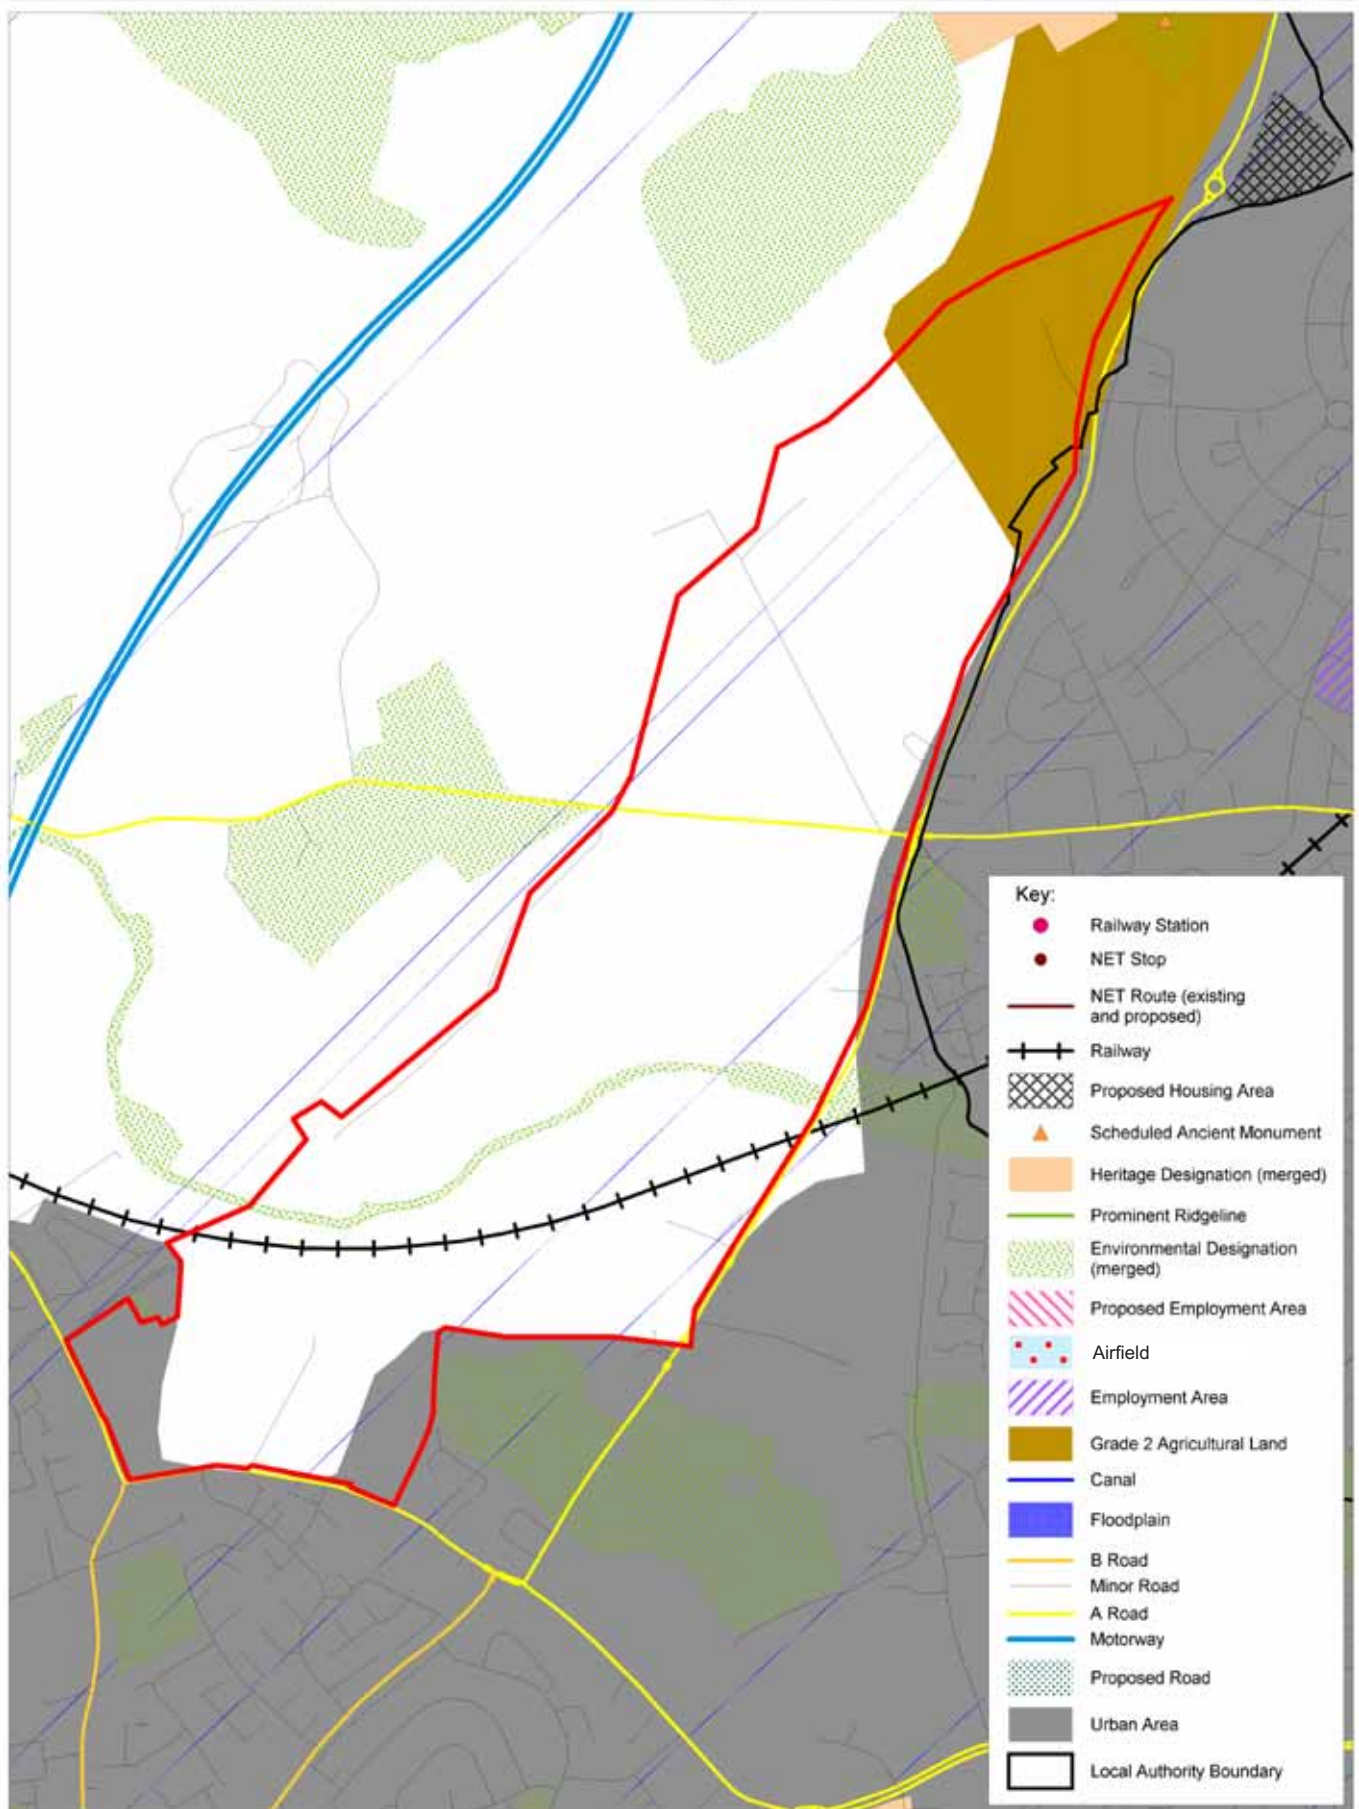 Key:
Railway Station
NET Stop
NET Route (existing
and proposed)
Railway
Proposed Housing Area
Scheduled Ancient Monument
Heritage Designation (merged)
Prominent Ridgeline
Environmental Designation
(merged)
Proposed Employment Area
Airfield
Employment Area
Grade 2 Agricultural Land
Canal
Floodplain
B Road
Minor Road
A Road
Motorway
Proposed Road
Urban Area
Local Authority Boundary